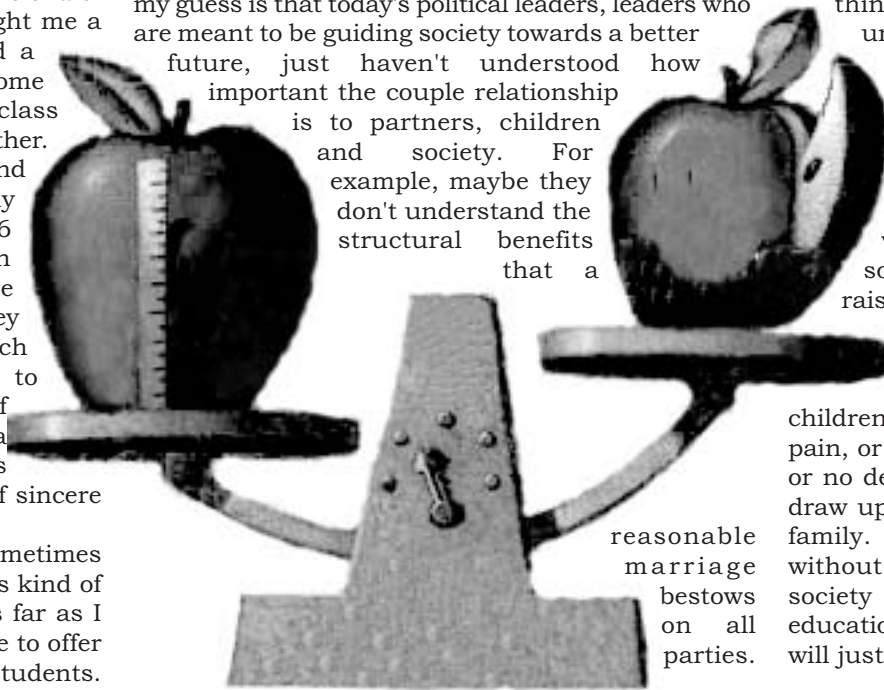 ght me a
d a
ome
class
ther.
nd
ly
6
n
e
ey
ch
to
f
a
s
f sincere
ometimes
s kind of
s far as I
e to offer
students.
my guess is that today's political leaders, leaders who
are meant to be guiding society towards a better
future, just haven't understood how
important the couple relationship
is to partners, children
and society. For
example, maybe they
don't understand the
structural benefits
that a
reasonable
marriage
bestows
on all
parties.
thin
un
so
rais
children
pain, or
or no de
draw up
family.
without
society
educatio
will just